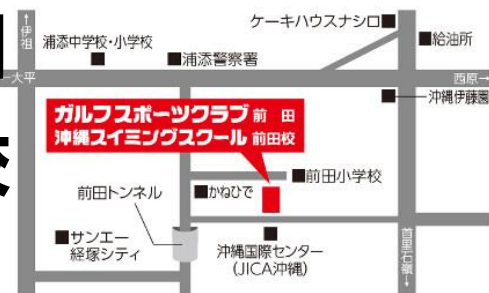 ↑伊祖
浦添中学校・小学校
浦添警察署
ケーキハウスナシロ
給油所
←大平
西原→
沖縄伊藤園
ガルフスポーツクラブ 前 田
沖縄スイミングスクール 前田校
前田小学校
かねひで
前田トンネル
サンエー
経塚シティ
沖縄国際センター
(JICA沖縄)
首里石嶺↓
校